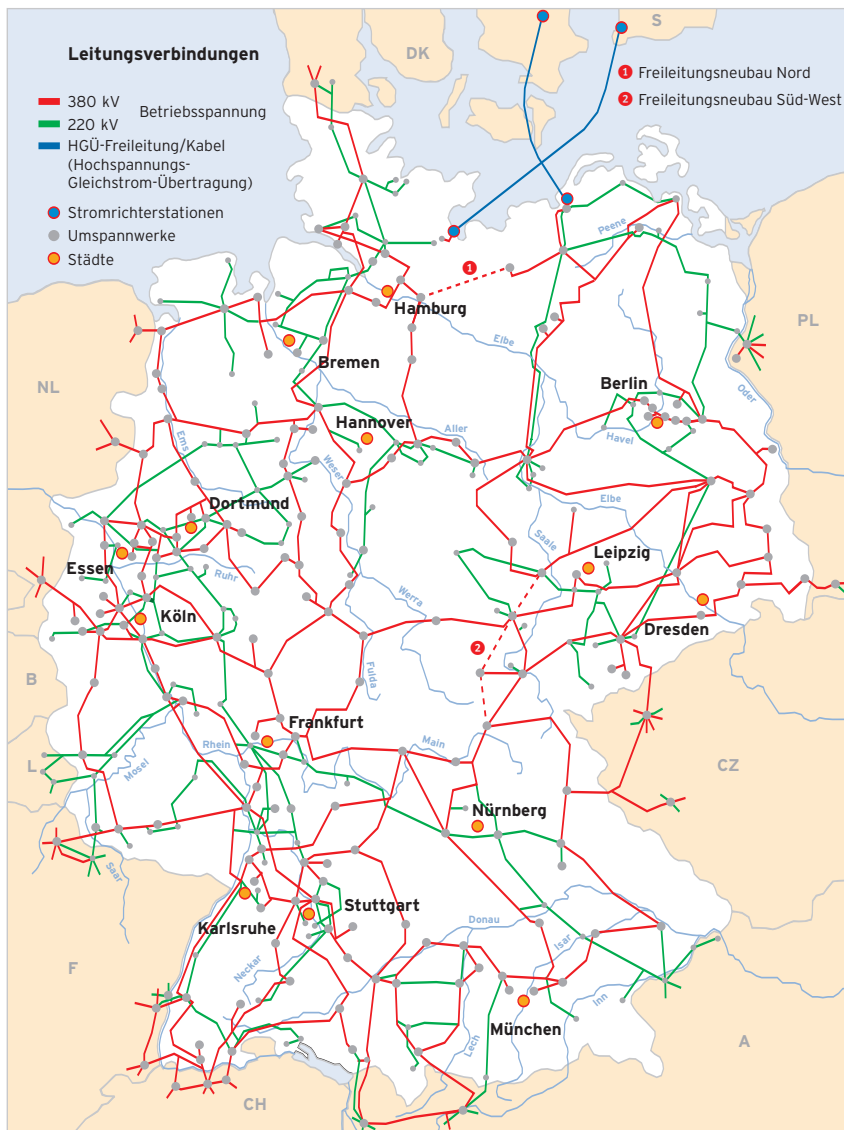 Leitungsverbindungen
380 kV
Betriebsspannung
220 kV
HGÜ-Freileitung/Kabel
(Hochspannungs-
Gleichstrom-Übertragung)
Stromrichterstationen
Umspannwerke
Städte
1 Freileitungsneubau Nord
2 Freileitungsneubau Süd-West
DK
S
Peene
1
Hamburg
PL
Bremen
Elbe
NL
Berlin
Oder
Hannover
Aller
Havel
Ems
Weser
Dortmund
Elbe
Saale
Leipzig
Essen
Ruhr
Werra
Köln
Dresden
2
B
Fulda
Frankfurt
Rhein
Main
L
Mosel
CZ
Nürnberg
Saar
Stuttgart
Karlsruhe
Donau
F
Isar
Neckar
Inn
München
Lech
A
CH